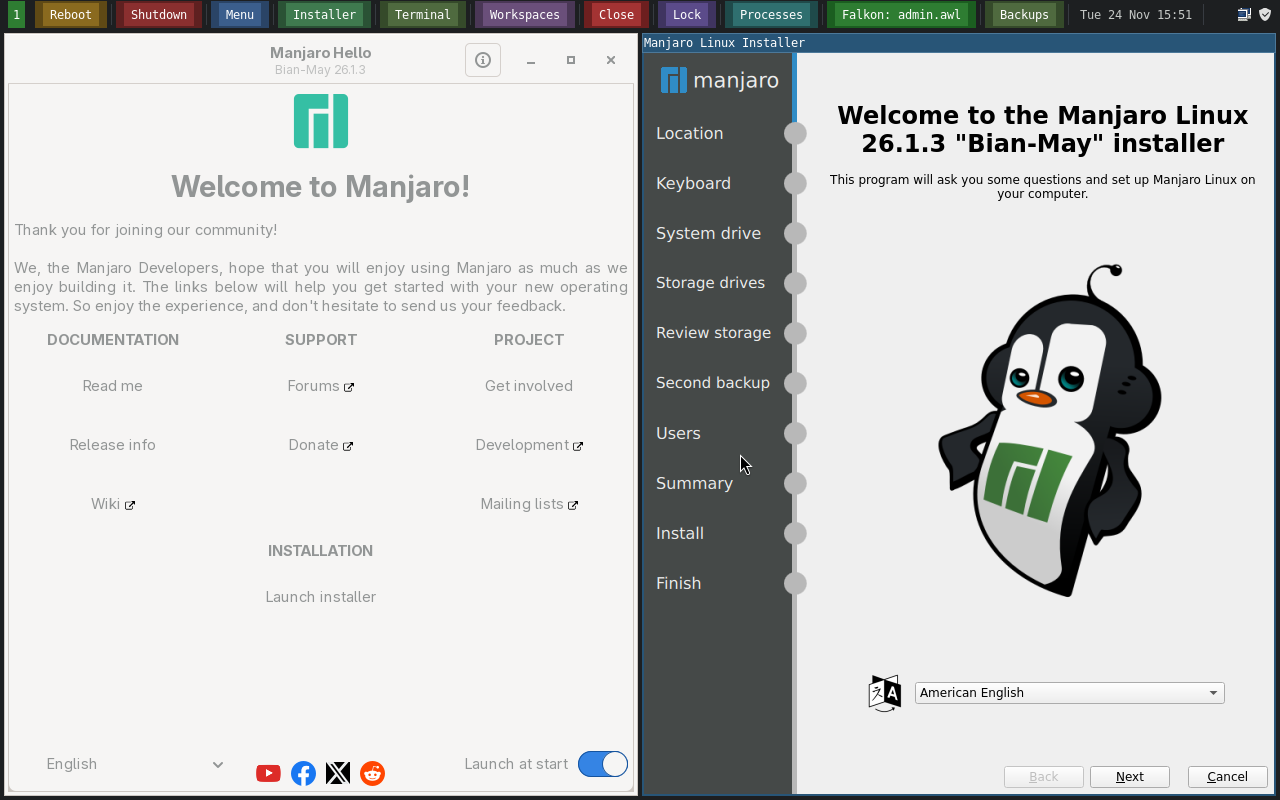 1 Reboot Shutdown Menu Installer Terminal Workspaces Close Lock Processes Falkon: admin.awl Backups Tue 24 Nov 15:51
Manjaro Hello
Bian-May 26.1.3
Welcome to Manjaro!
Thank you for joining our community!
We, the Manjaro Developers, hope that you will enjoy using Manjaro as much as we
enjoy building it. The links below will help you get started with your new operating
system. So enjoy the experience, and don't hesitate to send us your feedback.
DOCUMENTATION SUPPORT PROJECT
Read me Forums Get involved
Release info Donate Development
Wiki Mailing lists
INSTALLATION
Launch installer
English Launch at start
Manjaro Linux Installer
manjaro
Location
Keyboard
System drive
Storage drives
Review storage
Second backup
Users
Summary
Install
Finish
Welcome to the Manjaro Linux
26.1.3 "Bian-May" installer
This program will ask you some questions and set up Manjaro Linux on
your computer.
American English
Back Next Cancel